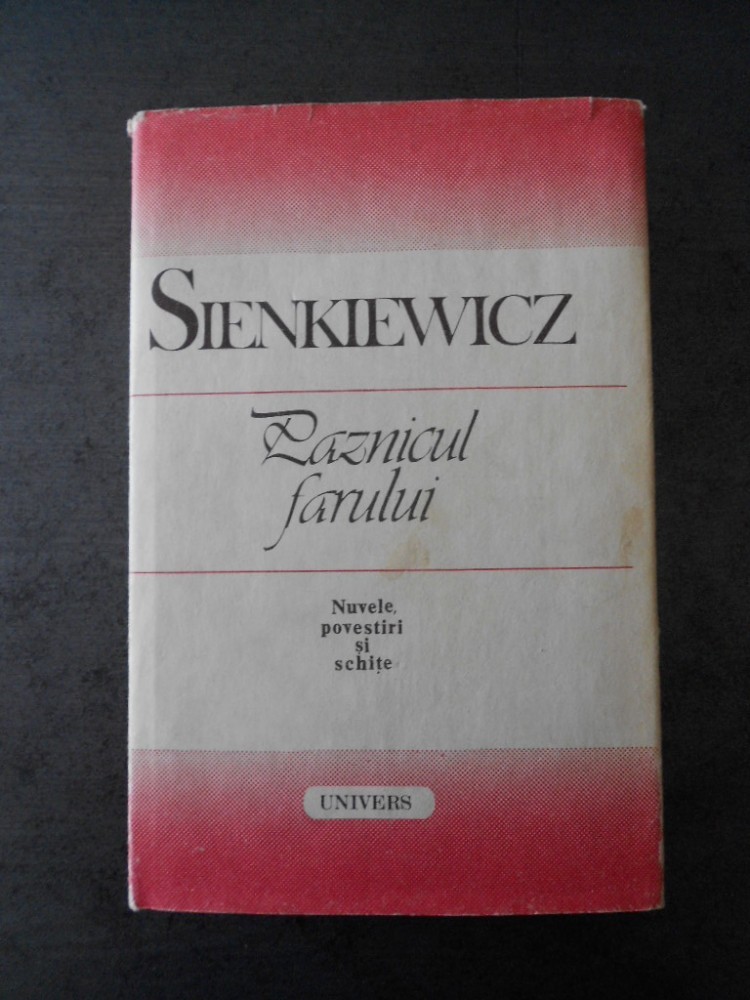 SIENKIEWICZ
Paznicul
farului
Nuvele,
povestiri
și
schițe
UNIVERS